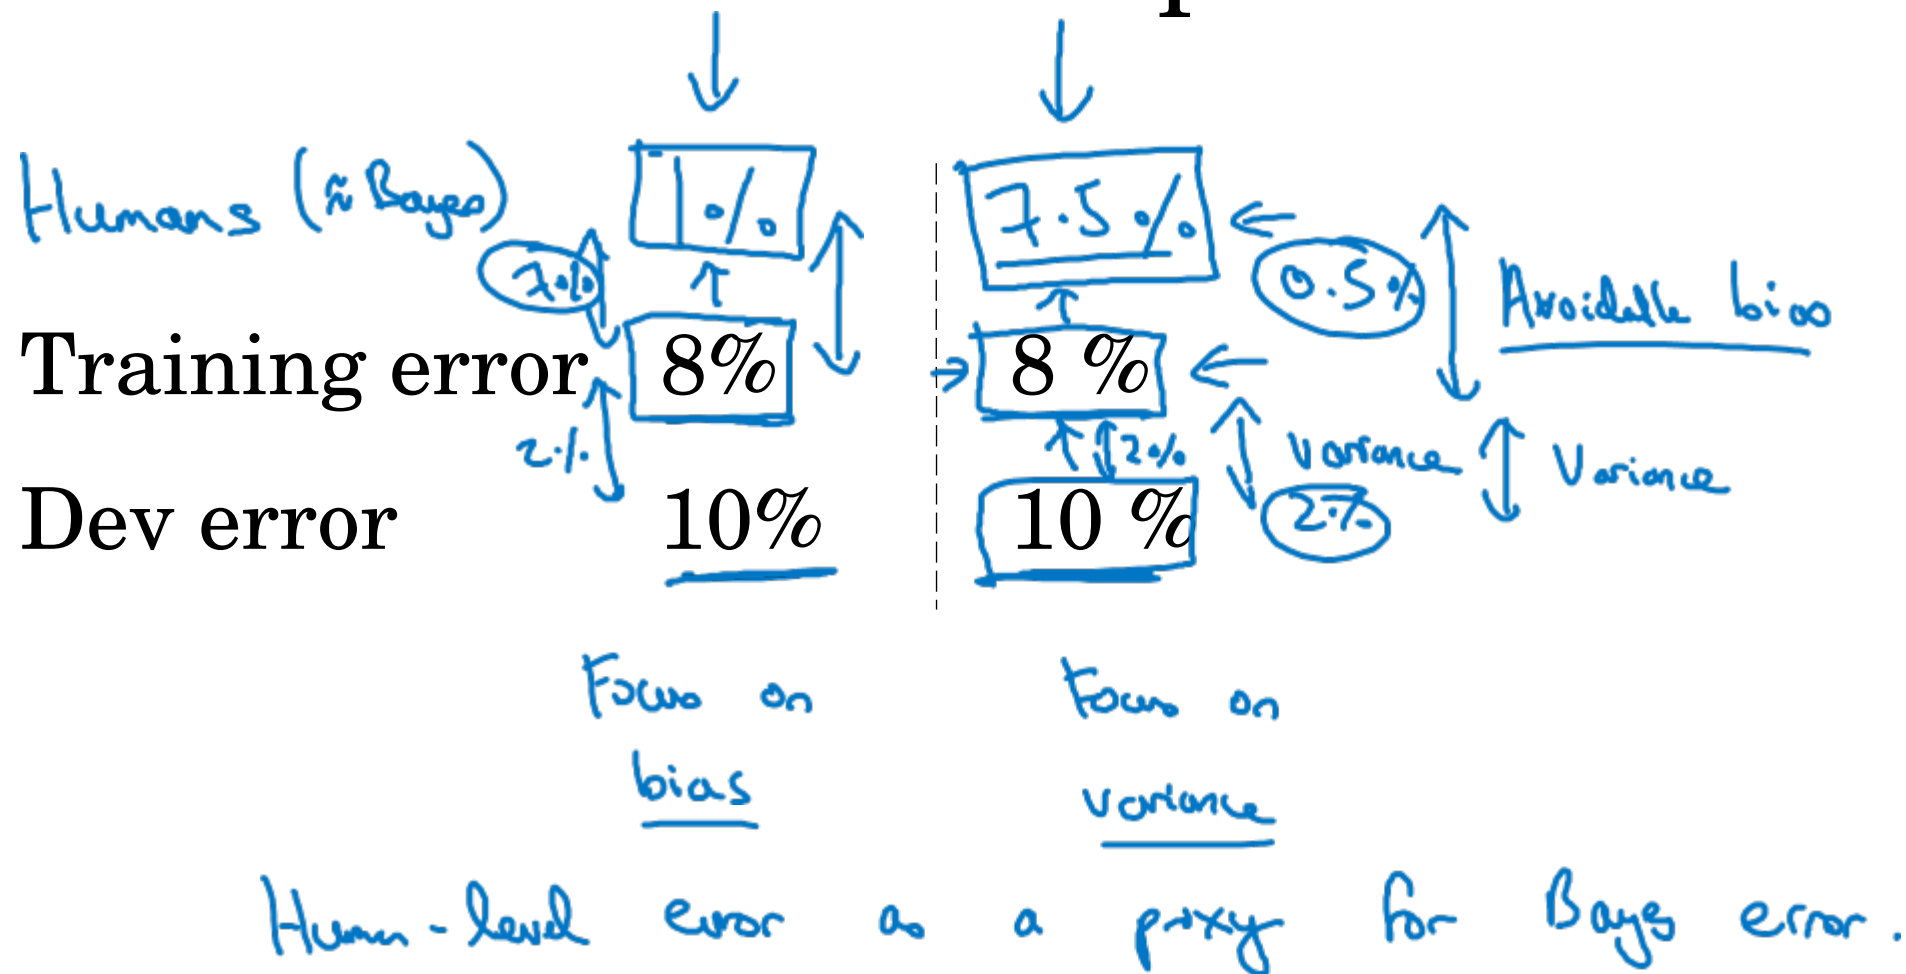 Humans (≈ Bayes) 1% 7.5%
7% 0.5% Avoidable bias
Training error 8% 8 %
2% 2% Variance Variance
Dev error 10% 10 % 2%
Focus on Focus on
bias variance
Human-level error as a proxy for Bayes error.